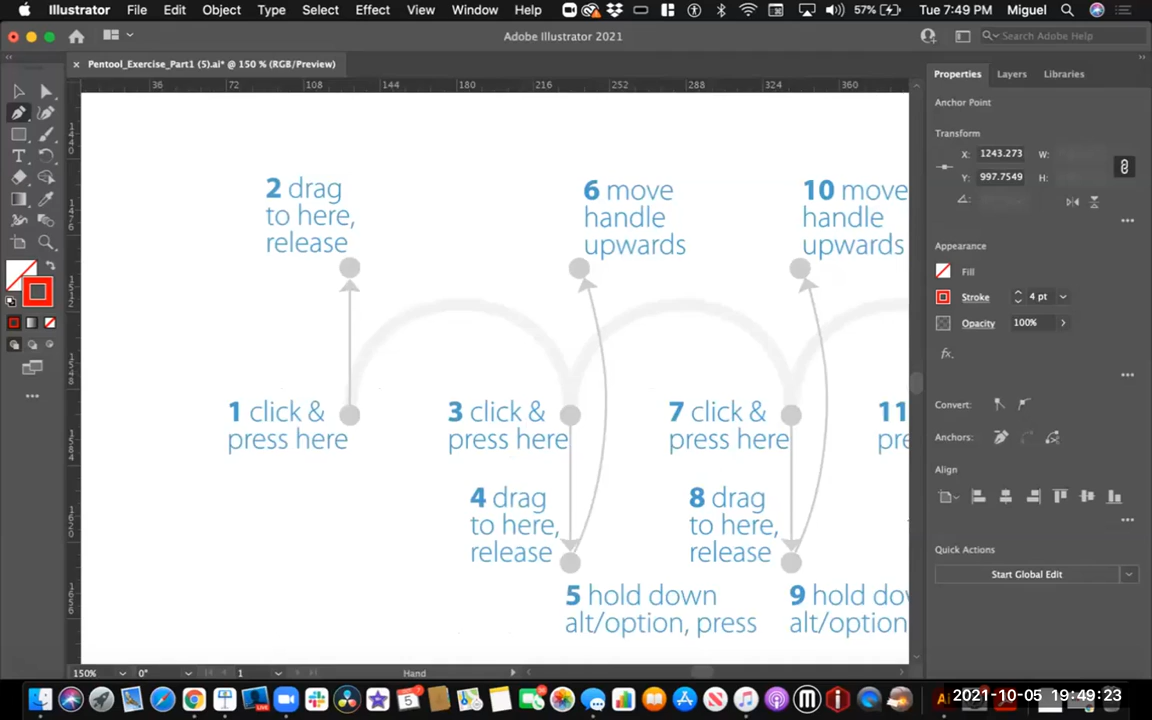 Illustrator File Edit Object Type Select Effect View Window Help 57% Tue 7:49 PM Miguel
Adobe Illustrator 2021
Search Adobe Help
Pentool_Exercise_Part1 (5).ai* @ 150 % (RGB/Preview)
36 72 108 144 180 216 252 288 324 360
Properties Layers Libraries
Anchor Point
Transform
X: 1243.273 W:
Y: 997.7549 H:
Appearance
Fill
Stroke 4 pt
Opacity 100%
fx.
Convert:
Anchors:
Align
Quick Actions
Start Global Edit
2 drag
to here,
release
6 move
handle
upwards
10 move
handle
upwards
1 click &
press here
3 click &
press here
7 click &
press here
11
pre
4 drag
to here,
release
8 drag
to here,
release
5 hold down
alt/option, press
9 hold dov
alt/option
150% 0° 1 Hand
2021-10-05 19:49:23